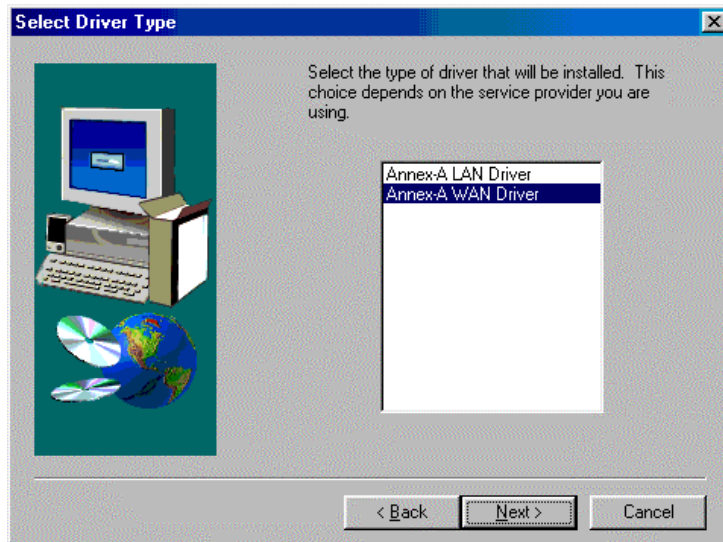 Select Driver Type
Select the type of driver that will be installed. This
choice depends on the service provider you are
using.
Annex-A LAN Driver
Annex-A WAN Driver
< Back
Next >
Cancel